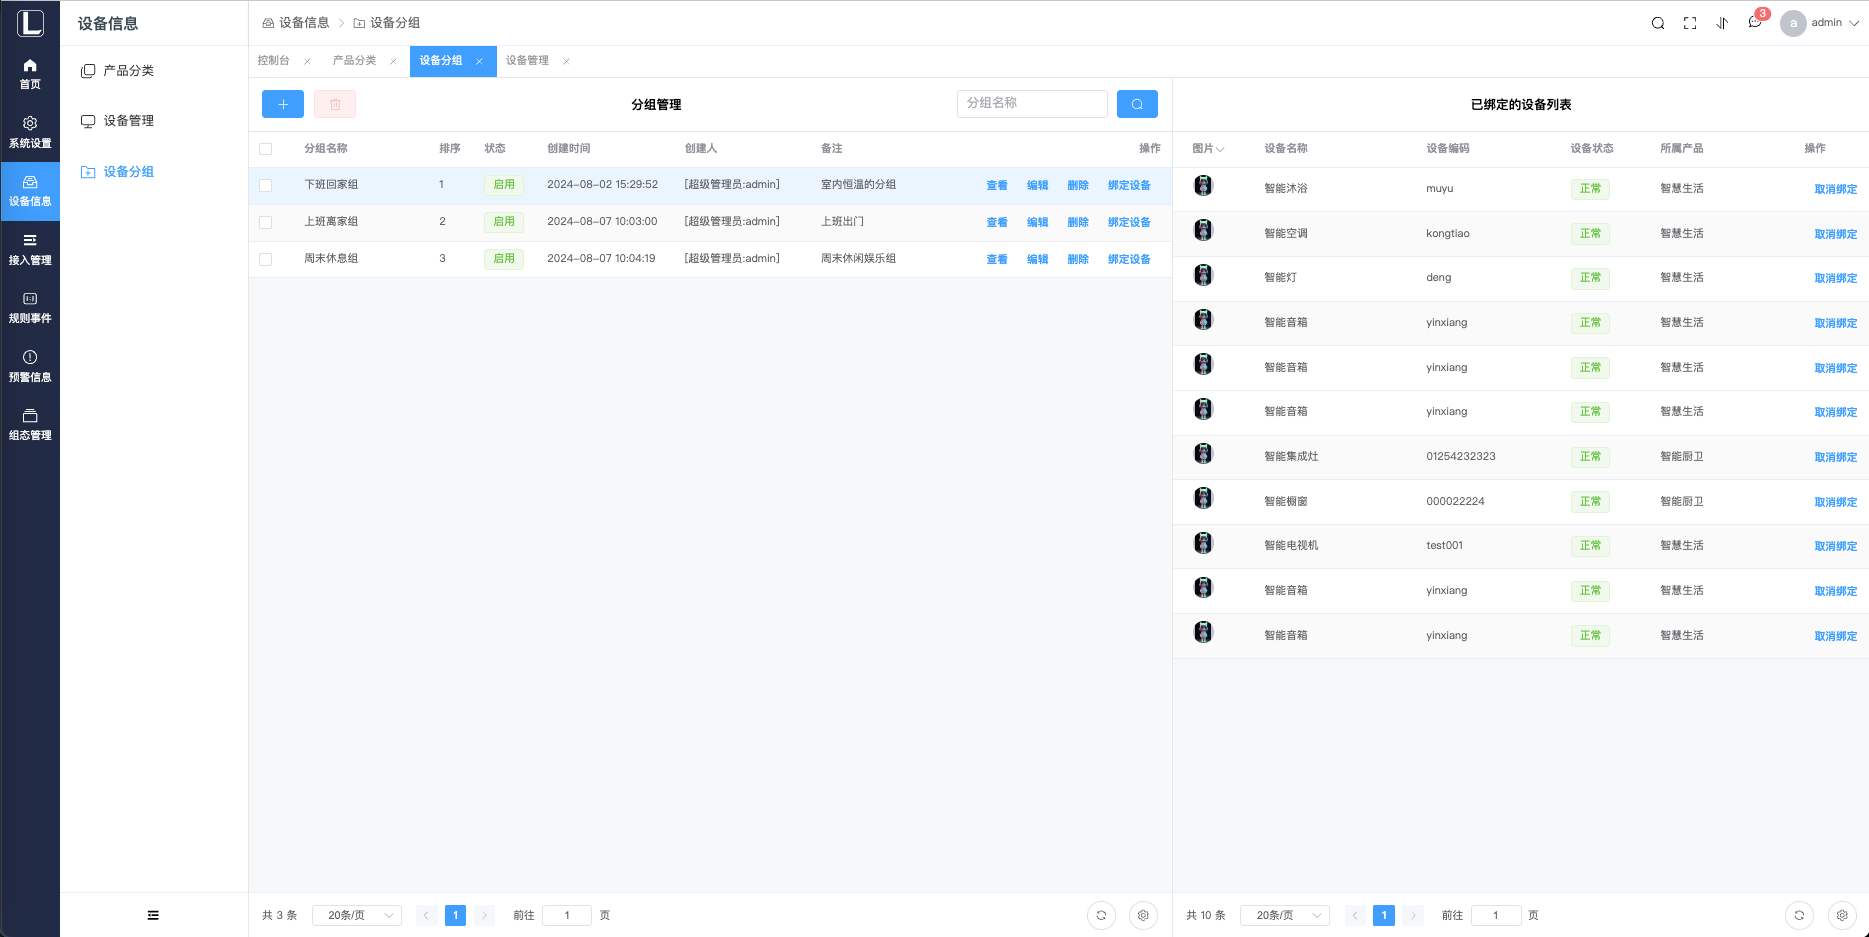 L
首页
系统设置
设备信息
接入管理
规则事件
预警信息
组态管理
设备信息
产品分类
设备管理
设备分组
设备信息 设备分组
3
a admin
控制台 产品分类 设备分组 设备管理
分组管理 分组名称
分组名称 排序 状态 创建时间 创建人 备注 操作
下班回家组 1 启用 2024-08-02 15:29:52 [超级管理员:admin] 室内恒温的分组 查看 编辑 删除 绑定设备
上班离家组 2 启用 2024-08-07 10:03:00 [超级管理员:admin] 上班出门 查看 编辑 删除 绑定设备
周末休息组 3 启用 2024-08-07 10:04:19 [超级管理员:admin] 周末休闲娱乐组 查看 编辑 删除 绑定设备
共 3 条 20条/页 1 前往 1 页
已绑定的设备列表
图片 设备名称 设备编码 设备状态 所属产品 操作
智能沐浴 muyu 正常 智慧生活 取消绑定
智能空调 kongtiao 正常 智慧生活 取消绑定
智能灯 deng 正常 智慧生活 取消绑定
智能音箱 yinxiang 正常 智慧生活 取消绑定
智能音箱 yinxiang 正常 智慧生活 取消绑定
智能音箱 yinxiang 正常 智慧生活 取消绑定
智能集成灶 01254232323 正常 智能厨卫 取消绑定
智能橱窗 000022224 正常 智能厨卫 取消绑定
智能电视机 test001 正常 智慧生活 取消绑定
智能音箱 yinxiang 正常 智慧生活 取消绑定
智能音箱 yinxiang 正常 智慧生活 取消绑定
共 10 条 20条/页 1 前往 1 页